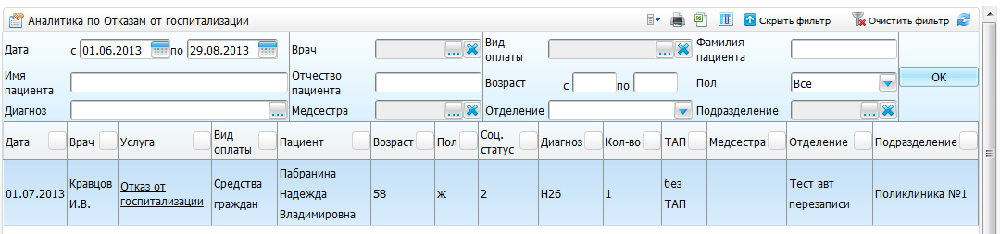 Аналитика по Отказам от госпитализации Скрыть фильтр Очистить фильтр
Дата с 01.06.2013 по 29.08.2013 Врач ... Вид оплаты ... Фамилия пациента
Имя пациента Отчество пациента Возраст с по Пол Все OK
Диагноз ... Медсестра ... Отделение Подразделение ...
Дата Врач Услуга Вид оплаты Пациент Возраст Пол Соц. статус Диагноз Кол-во ТАП Медсестра Отделение Подразделение
01.07.2013 Кравцов И.В. Отказ от госпитализации Средства граждан Пабранина Надежда Владимировна 58 ж 2 H26 1 без ТАП Тест авт перезаписи Поликлиника №1